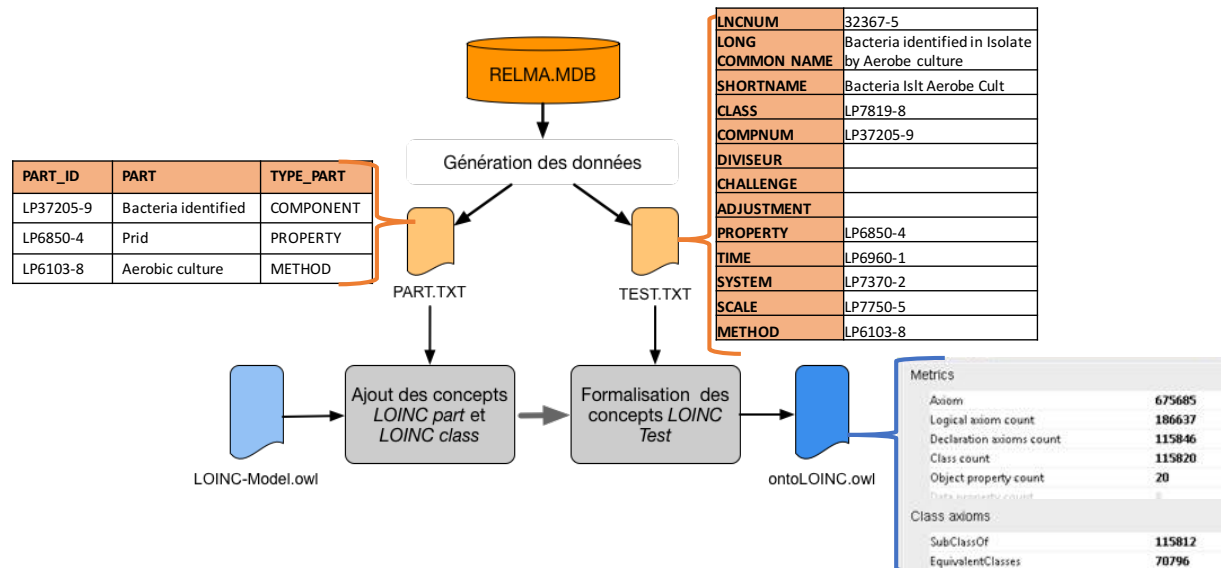 RELMA.MDB
Génération des données
PART_ID PART TYPE_PART
LP37205-9 Bacteria identified COMPONENT
LP6850-4 Prid PROPERTY
LP6103-8 Aerobic culture METHOD
PART.TXT
TEST.TXT
LNCNUM 32367-5
LONG Bacteria identified in Isolate
COMMON NAME by Aerobe culture
SHORTNAME Bacteria Islt Aerobe Cult
CLASS LP7819-8
COMPNUM LP37205-9
DIVISEUR
CHALLENGE
ADJUSTMENT
PROPERTY LP6850-4
TIME LP6960-1
SYSTEM LP7370-2
SCALE LP7750-5
METHOD LP6103-8
LOINC-Model.owl
Ajout des concepts
LOINC part et
LOINC class
Formalisation des
concepts LOINC
Test
ontoLOINC.owl
Metrics
Axiom 675685
Logical axiom count 186637
Declaration axioms count 115846
Class count 115820
Object property count 20
Data property count
Class axioms
SubClassOf 115812
EquivalentClasses 70796